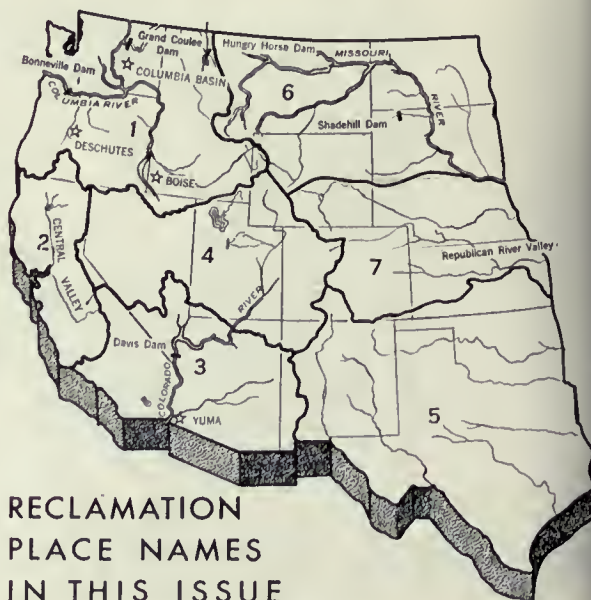 Grand Coulee
Dam
Hungry Horse Dam
MISSOURI
Bonneville Dam
COLUMBIA BASIN
COLUMBIA RIVER
6
RIVER
1
Shadehill Dam
DESCHUTES
BOISE
2
CENTRAL
VALLEY
4
7
Republican River Valley
RIVER
Davis Dam
3
COLORADO
5
YUMA
RECLAMATION
PLACE NAMES
IN THIS ISSUE